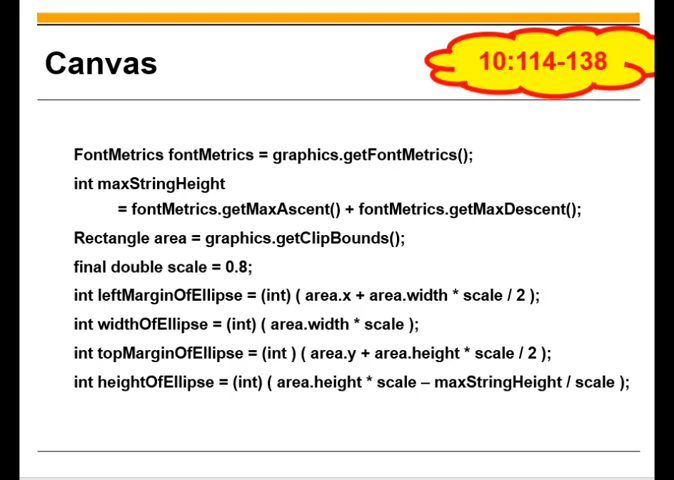 Canvas
10:114-138
FontMetrics fontMetrics = graphics.getFontMetrics();
int maxStringHeight
= fontMetrics.getMaxAscent() + fontMetrics.getMaxDescent();
Rectangle area = graphics.getClipBounds();
final double scale = 0.8;
int leftMarginOfEllipse = (int) ( area.x + area.width * scale / 2 );
int widthOfEllipse = (int) ( area.width * scale );
int topMarginOfEllipse = (int ) ( area.y + area.height * scale / 2 );
int heightOfEllipse = (int) ( area.height * scale – maxStringHeight / scale );